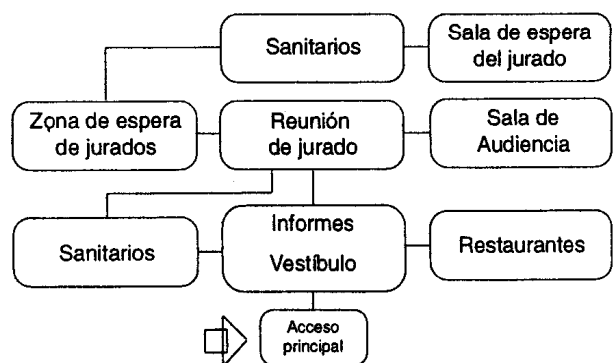 Sanitarios
Sala de espera
del jurado
Zona de espera
de jurados
Reunión
de jurado
Sala de
Audiencia
Sanitarios
Informes
Vestíbulo
Restaurantes
Acceso
principal